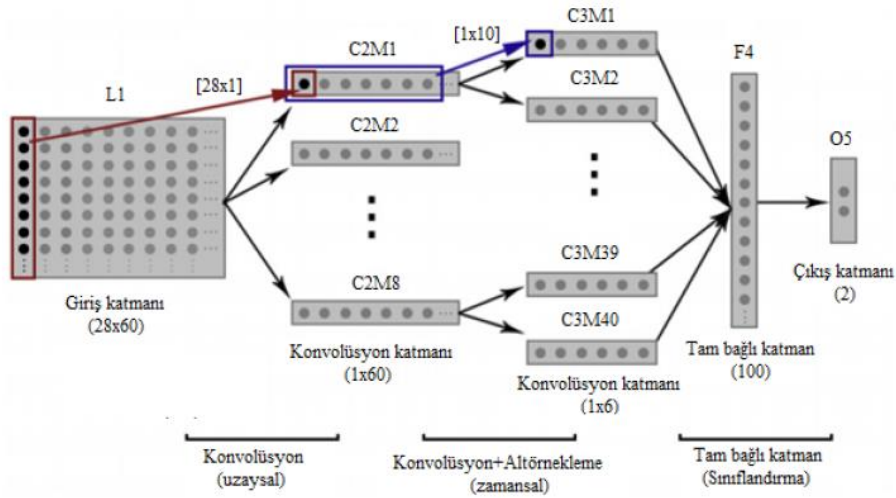 L1
[28x1]
C2M1
[1x10]
C3M1
C3M2
F4
C2M2
O5
C2M8
C3M39
C3M40
Giriş katmanı
(28x60)
Konvolüsyon katmanı
(1x60)
Konvolüsyon katmanı
(1x6)
Tam bağlı katman
(100)
Çıkış katmanı
(2)
Konvolüsyon
(uzaysal)
Konvolüsyon+Altörnekleme
(zamansal)
Tam bağlı katman
(Sınıflandırma)